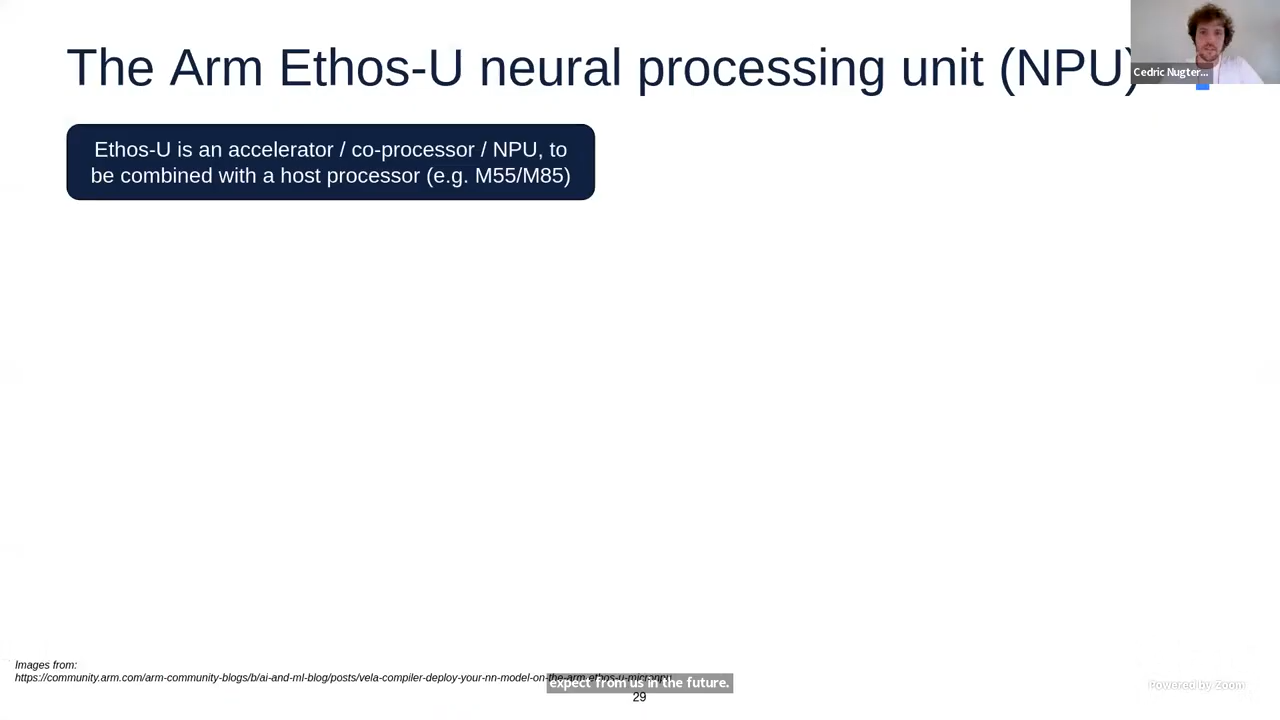 The Arm Ethos-U neural processing unit (NPU)
Cedric Nugter...
Ethos-U is an accelerator / co-processor / NPU, to
be combined with a host processor (e.g. M55/M85)
Images from:
https://community.arm.com/arm-community-blogs/b/ai-and-ml-blog/posts/vela-compiler-deploy-your-nn-model-on-the-arm-ethos-u-micronpu
expect from us in the future.
29
Powered by Zoom